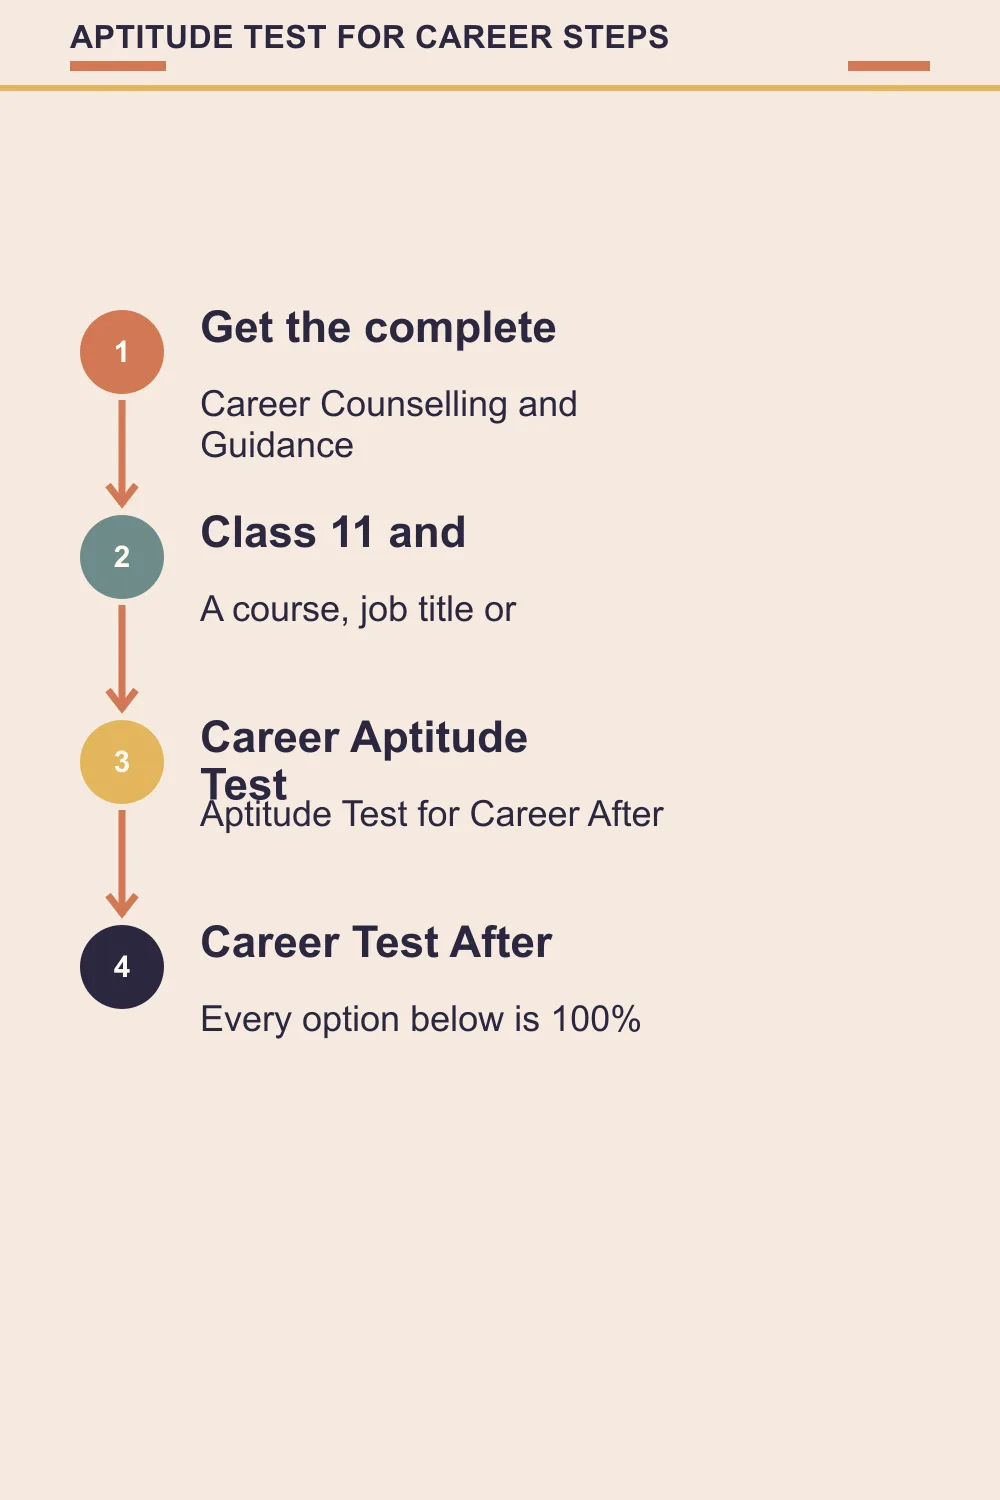 APTITUDE TEST FOR CAREER STEPS
1
Get the complete
Career Counselling and
Guidance
2
Class 11 and
A course, job title or
3
Career Aptitude
Test
Aptitude Test for Career After
4
Career Test After
Every option below is 100%